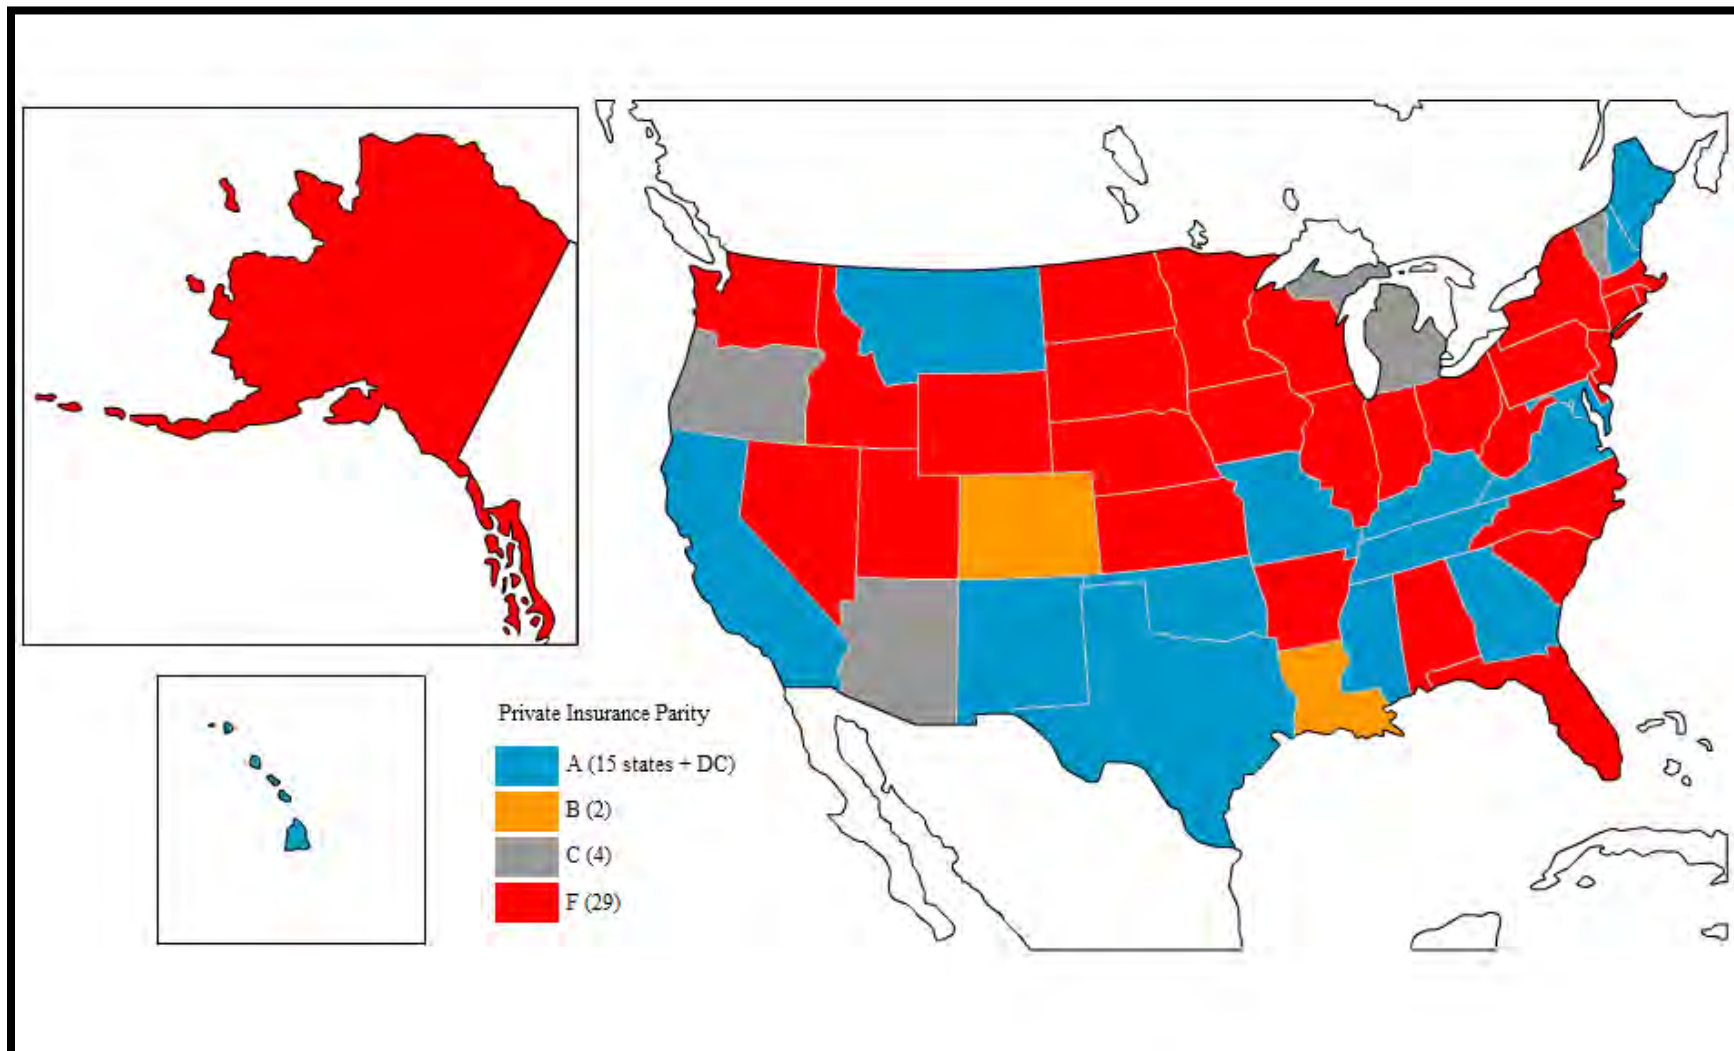 Private Insurance Parity
A (15 states + DC)
B (2)
C (4)
F (29)